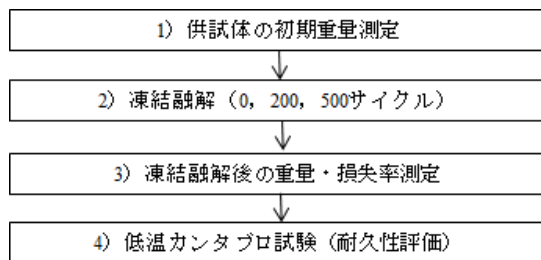 1) 供試体の初期重量測定
2) 凍結融解（0，200，500サイクル）
3) 凍結融解後の重量・損失率測定
4) 低温カンタブロ試験（耐久性評価）